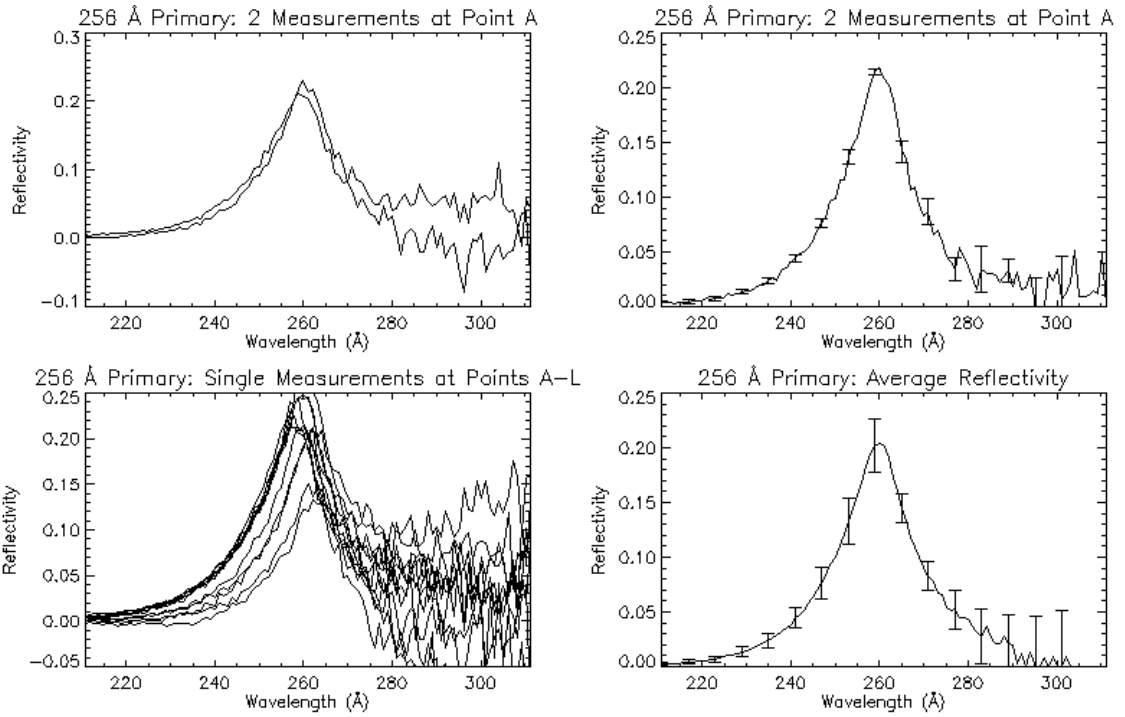 256 Å Primary: 2 Measurements at Point A
0.3
0.2
0.1
0.0
−0.1
Reflectivity
220 240 260 280 300
Wavelength (Å)
256 Å Primary: 2 Measurements at Point A
0.25
0.20
0.15
0.10
0.05
0.00
Reflectivity
220 240 260 280 300
Wavelength (Å)
256 Å Primary: Single Measurements at Points A−L
0.25
0.20
0.15
0.10
0.05
0.00
−0.05
Reflectivity
220 240 260 280 300
Wavelength (Å)
256 Å Primary: Average Reflectivity
0.25
0.20
0.15
0.10
0.05
0.00
Reflectivity
220 240 260 280 300
Wavelength (Å)